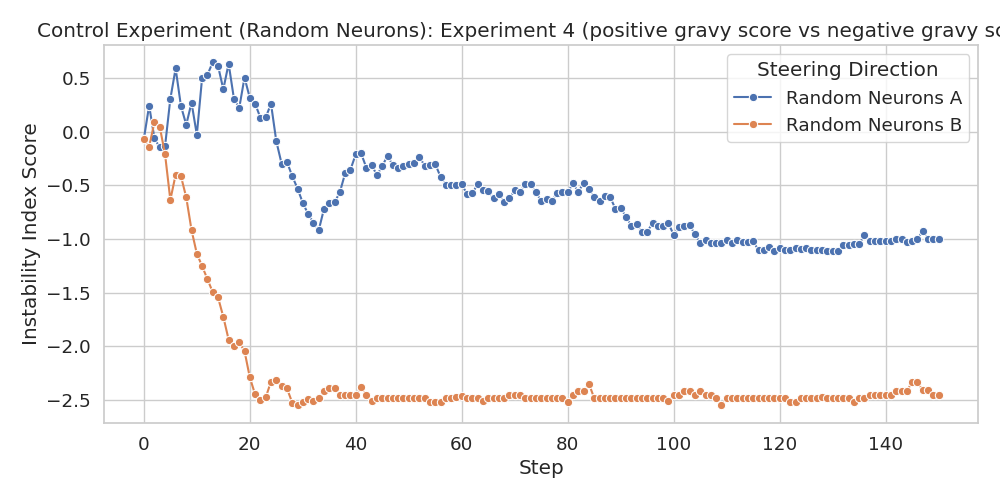 Control Experiment (Random Neurons): Experiment 4 (positive gravy score vs negative gravy
Steering Direction
Random Neurons A
Random Neurons B
Instability Index Score
0.5
0.0
−0.5
−1.0
−1.5
−2.0
−2.5
0 20 40 60 80 100 120 140
Step